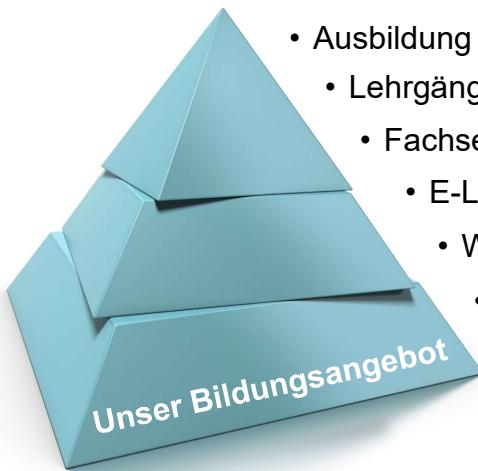 • Ausbildung
• Lehrgäng
• Fachse
• E-L
• W
•
Unser Bildungsangebot